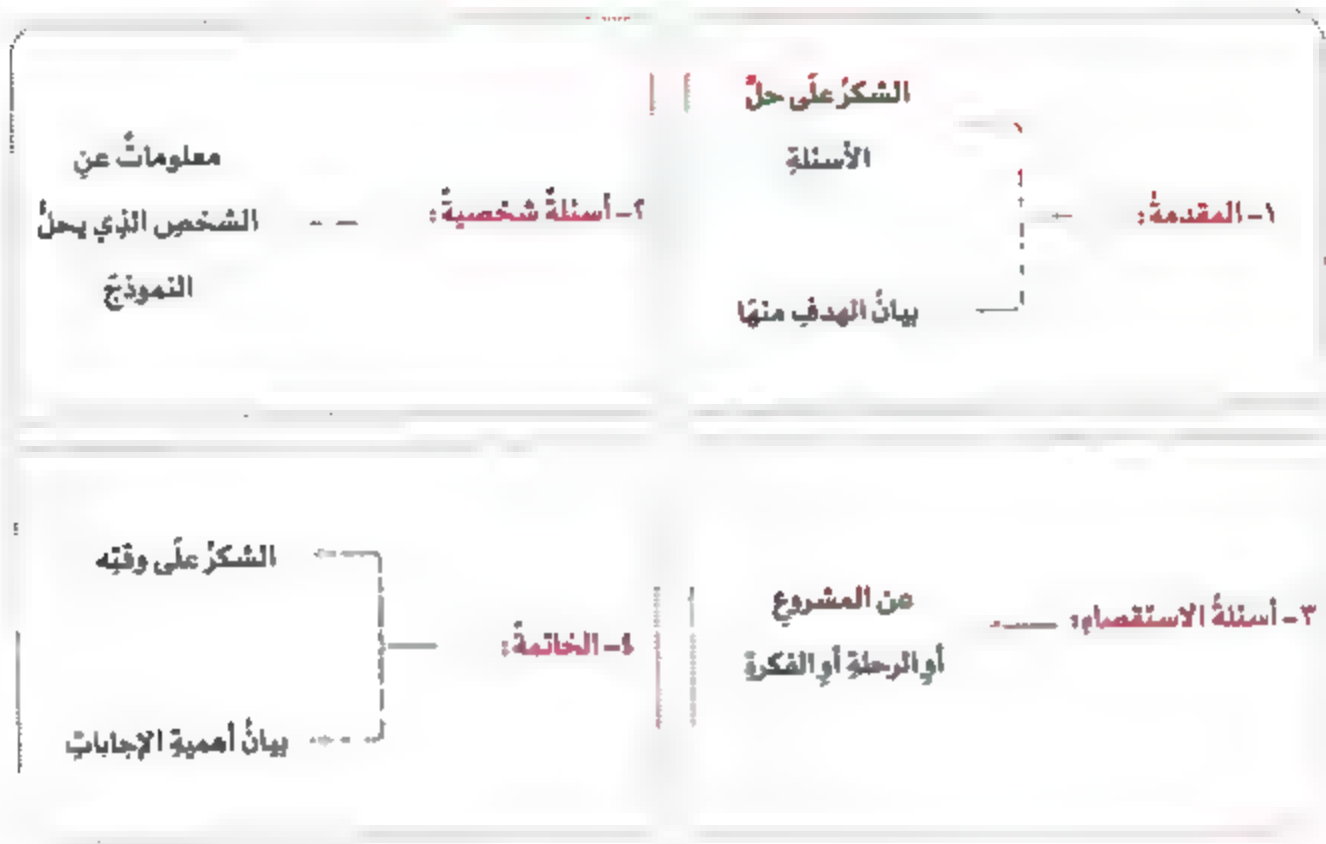 ١- المقدمةُ:
الشكرُ علَى حلِّ
الأسئلةِ
بيانُ الهدفِ منهَا
٢- أسئلةٌ شخصيةٌ:
معلوماتٌ عنِ
الشخصِ الذِي يحلُّ
النموذجَ
٣- أسئلةُ الاستقصاءِ:
عن المشروعِ
أوِ الرحلةِ أوِ الفكرةِ
٤- الخاتمةُ:
الشكرُ علَى وقتِه
بيانُ أهميةِ الإجاباتِ